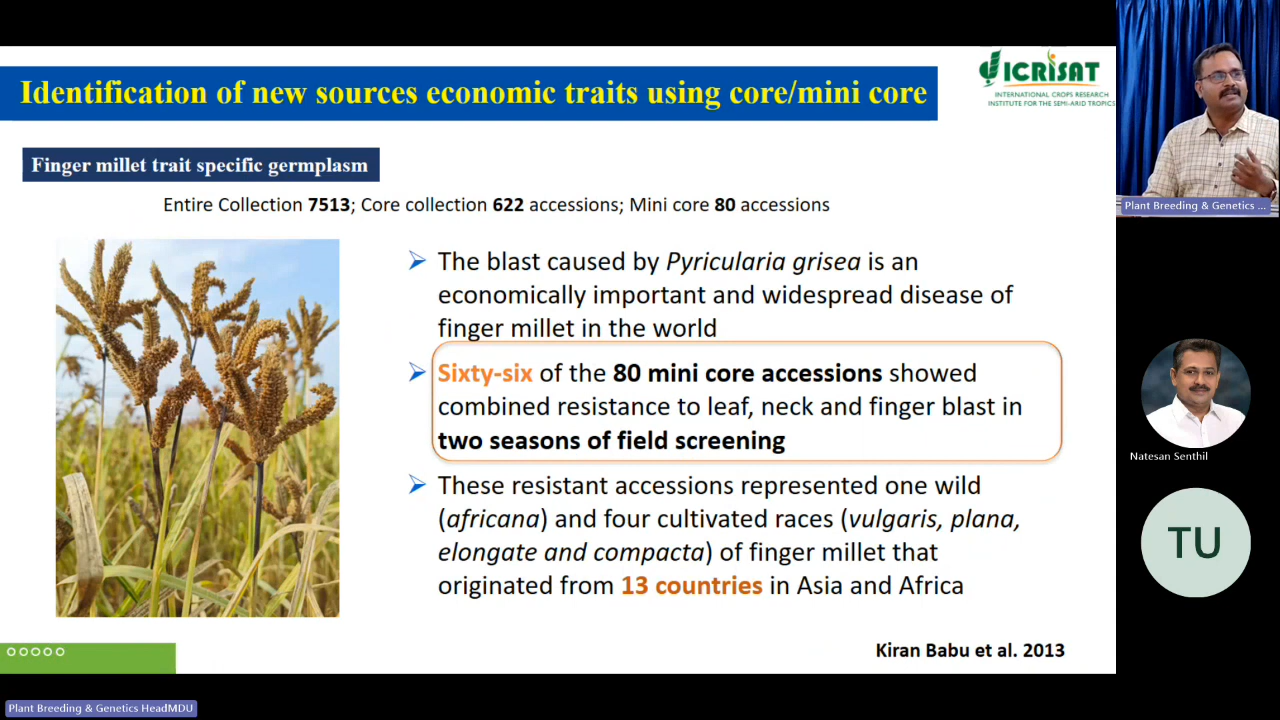 Identification of new sources economic traits using core/mini core
ICRISAT
INTERNATIONAL CROPS RESEARCH
INSTITUTE FOR THE SEMI-ARID TROPICS
Finger millet trait specific germplasm
Entire Collection 7513; Core collection 622 accessions; Mini core 80 accessions
➢ The blast caused by Pyricularia grisea is an
economically important and widespread disease of
finger millet in the world
➢ Sixty-six of the 80 mini core accessions showed
combined resistance to leaf, neck and finger blast in
two seasons of field screening
➢ These resistant accessions represented one wild
(africana) and four cultivated races (vulgaris, plana,
elongate and compacta) of finger millet that
originated from 13 countries in Asia and Africa
Kiran Babu et al. 2013
Plant Breeding & Genetics ...
Natesan Senthil
TU
Plant Breeding & Genetics HeadMDU